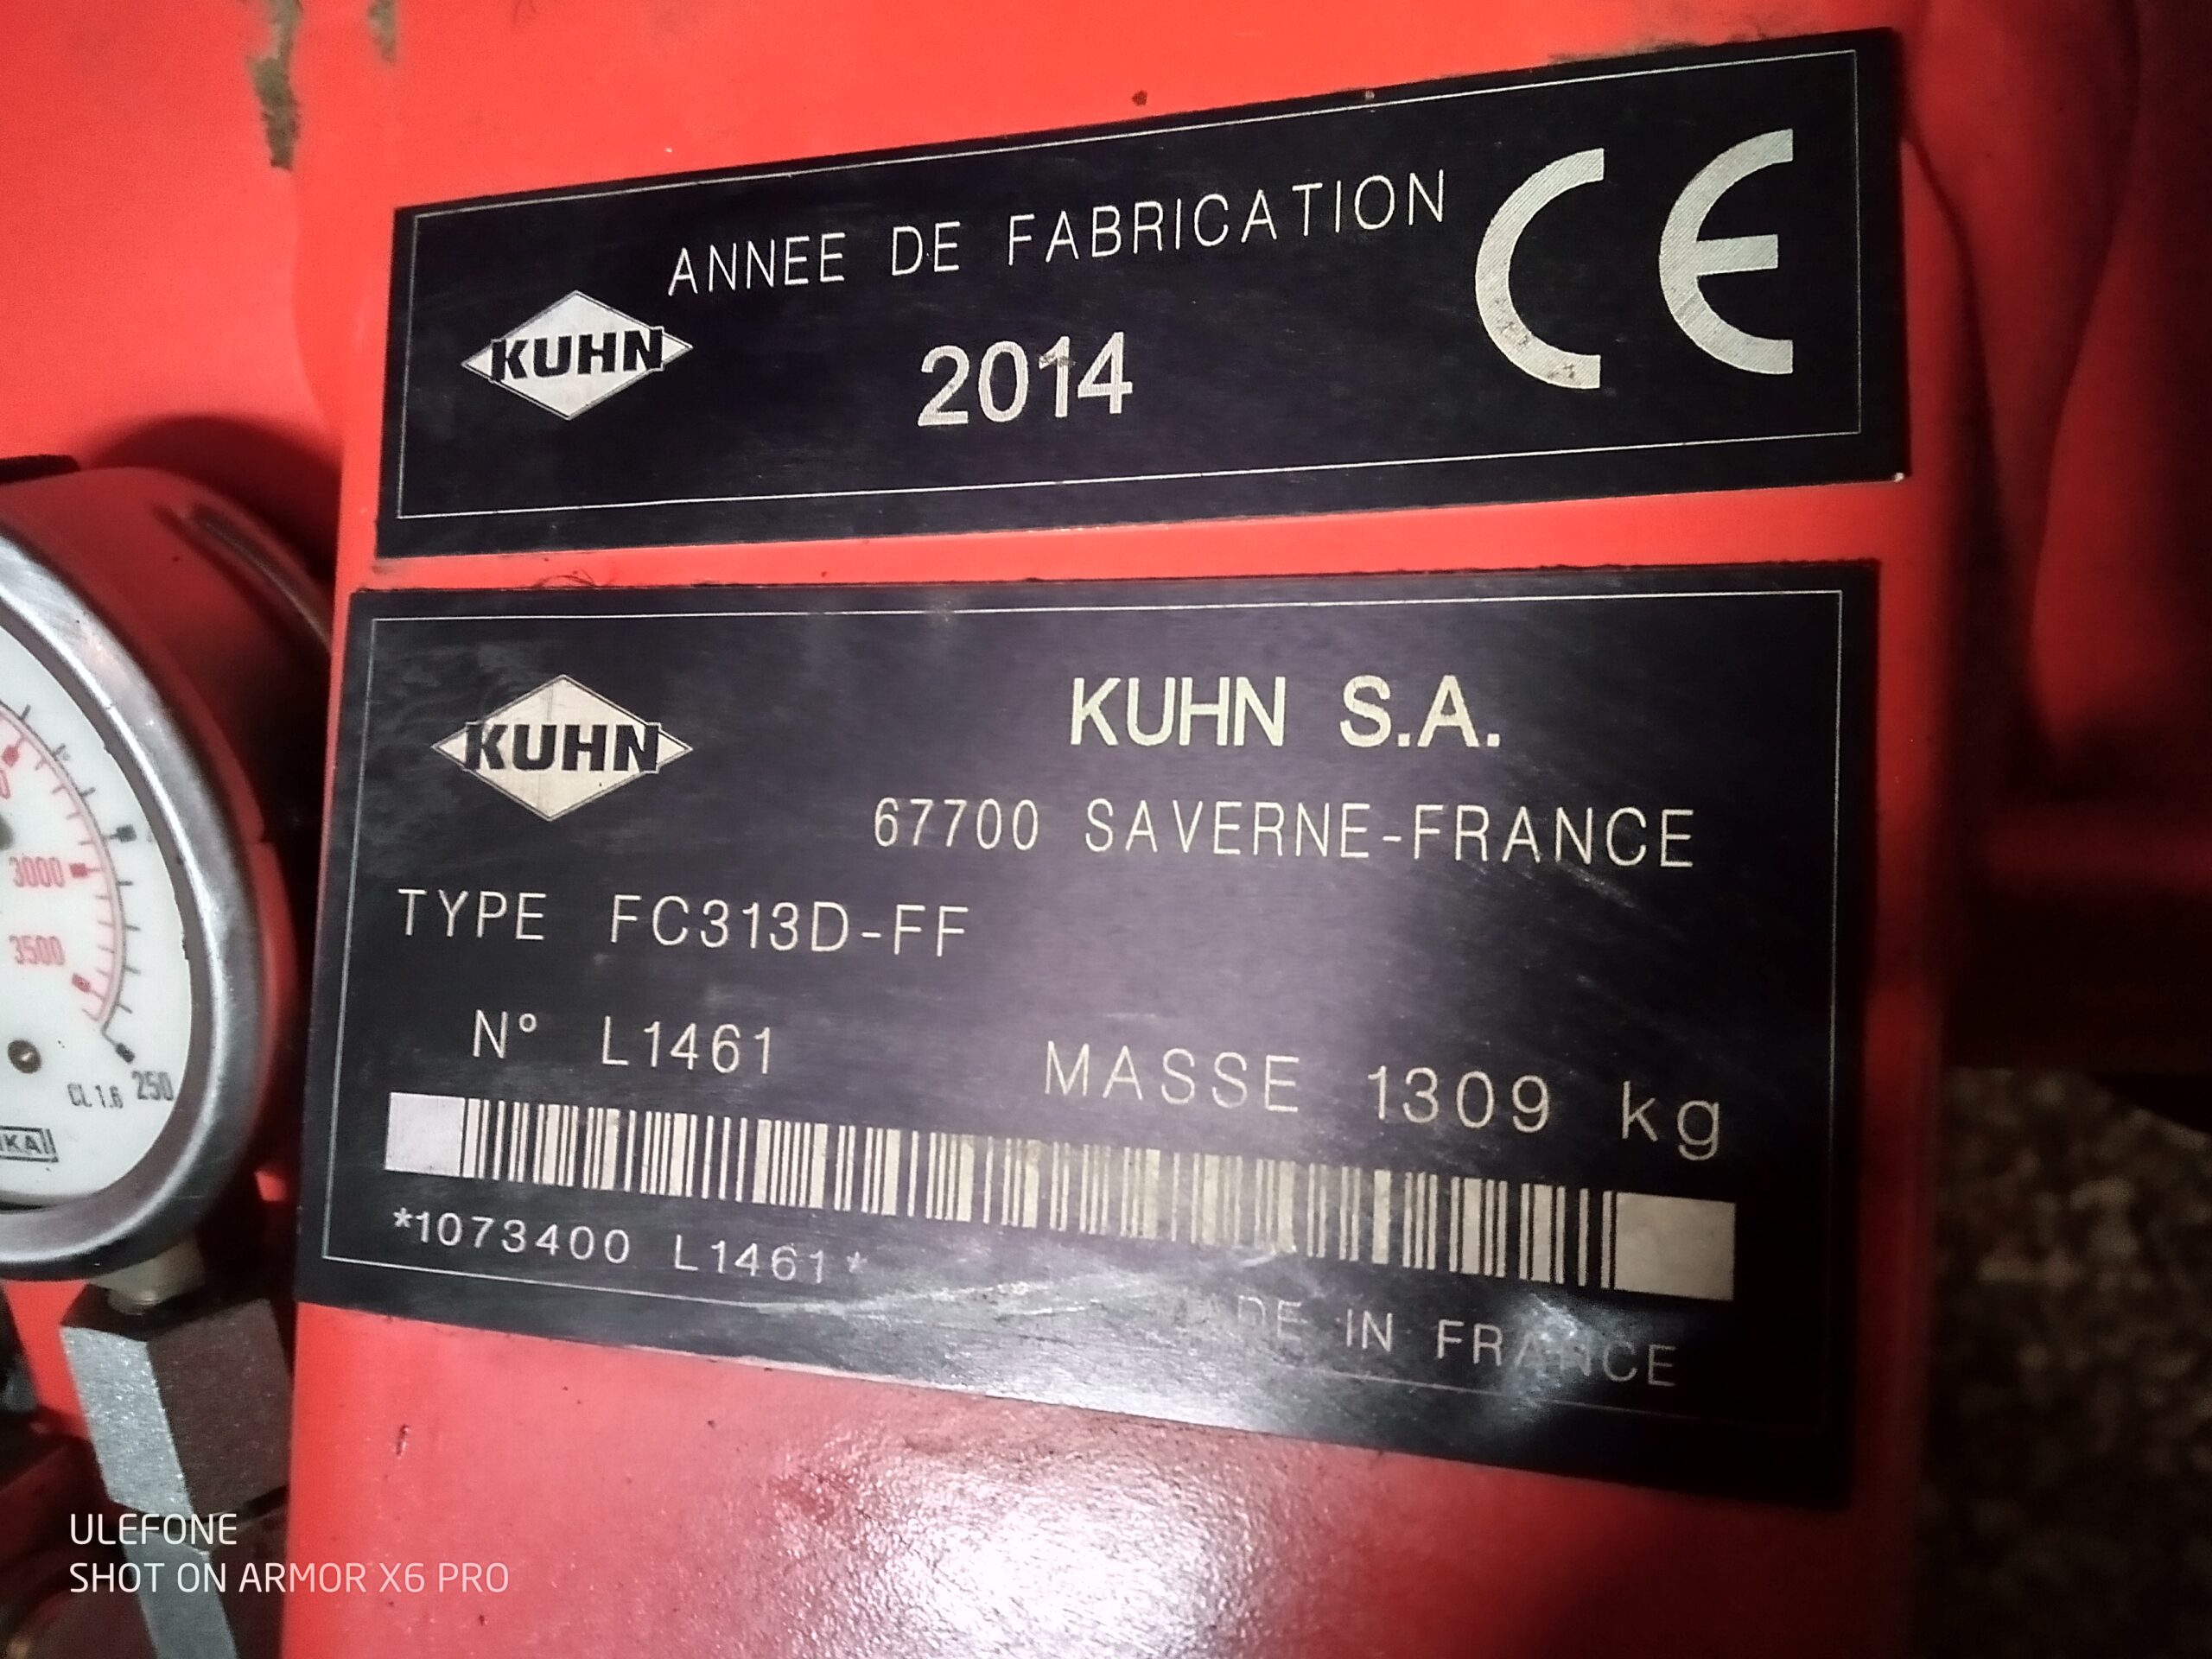 ANNEE DE FABRICATION
CE
KUHN
2014
KUHN
KUHN S.A.
67700 SAVERNE-FRANCE
TYPE FC313D-FF
N° L1461
MASSE 1309 kg
*1073400 L1461*
IN FRANCE
3000
3500
CL 1.6 250
ULEFONE
SHOT ON ARMOR X6 PRO